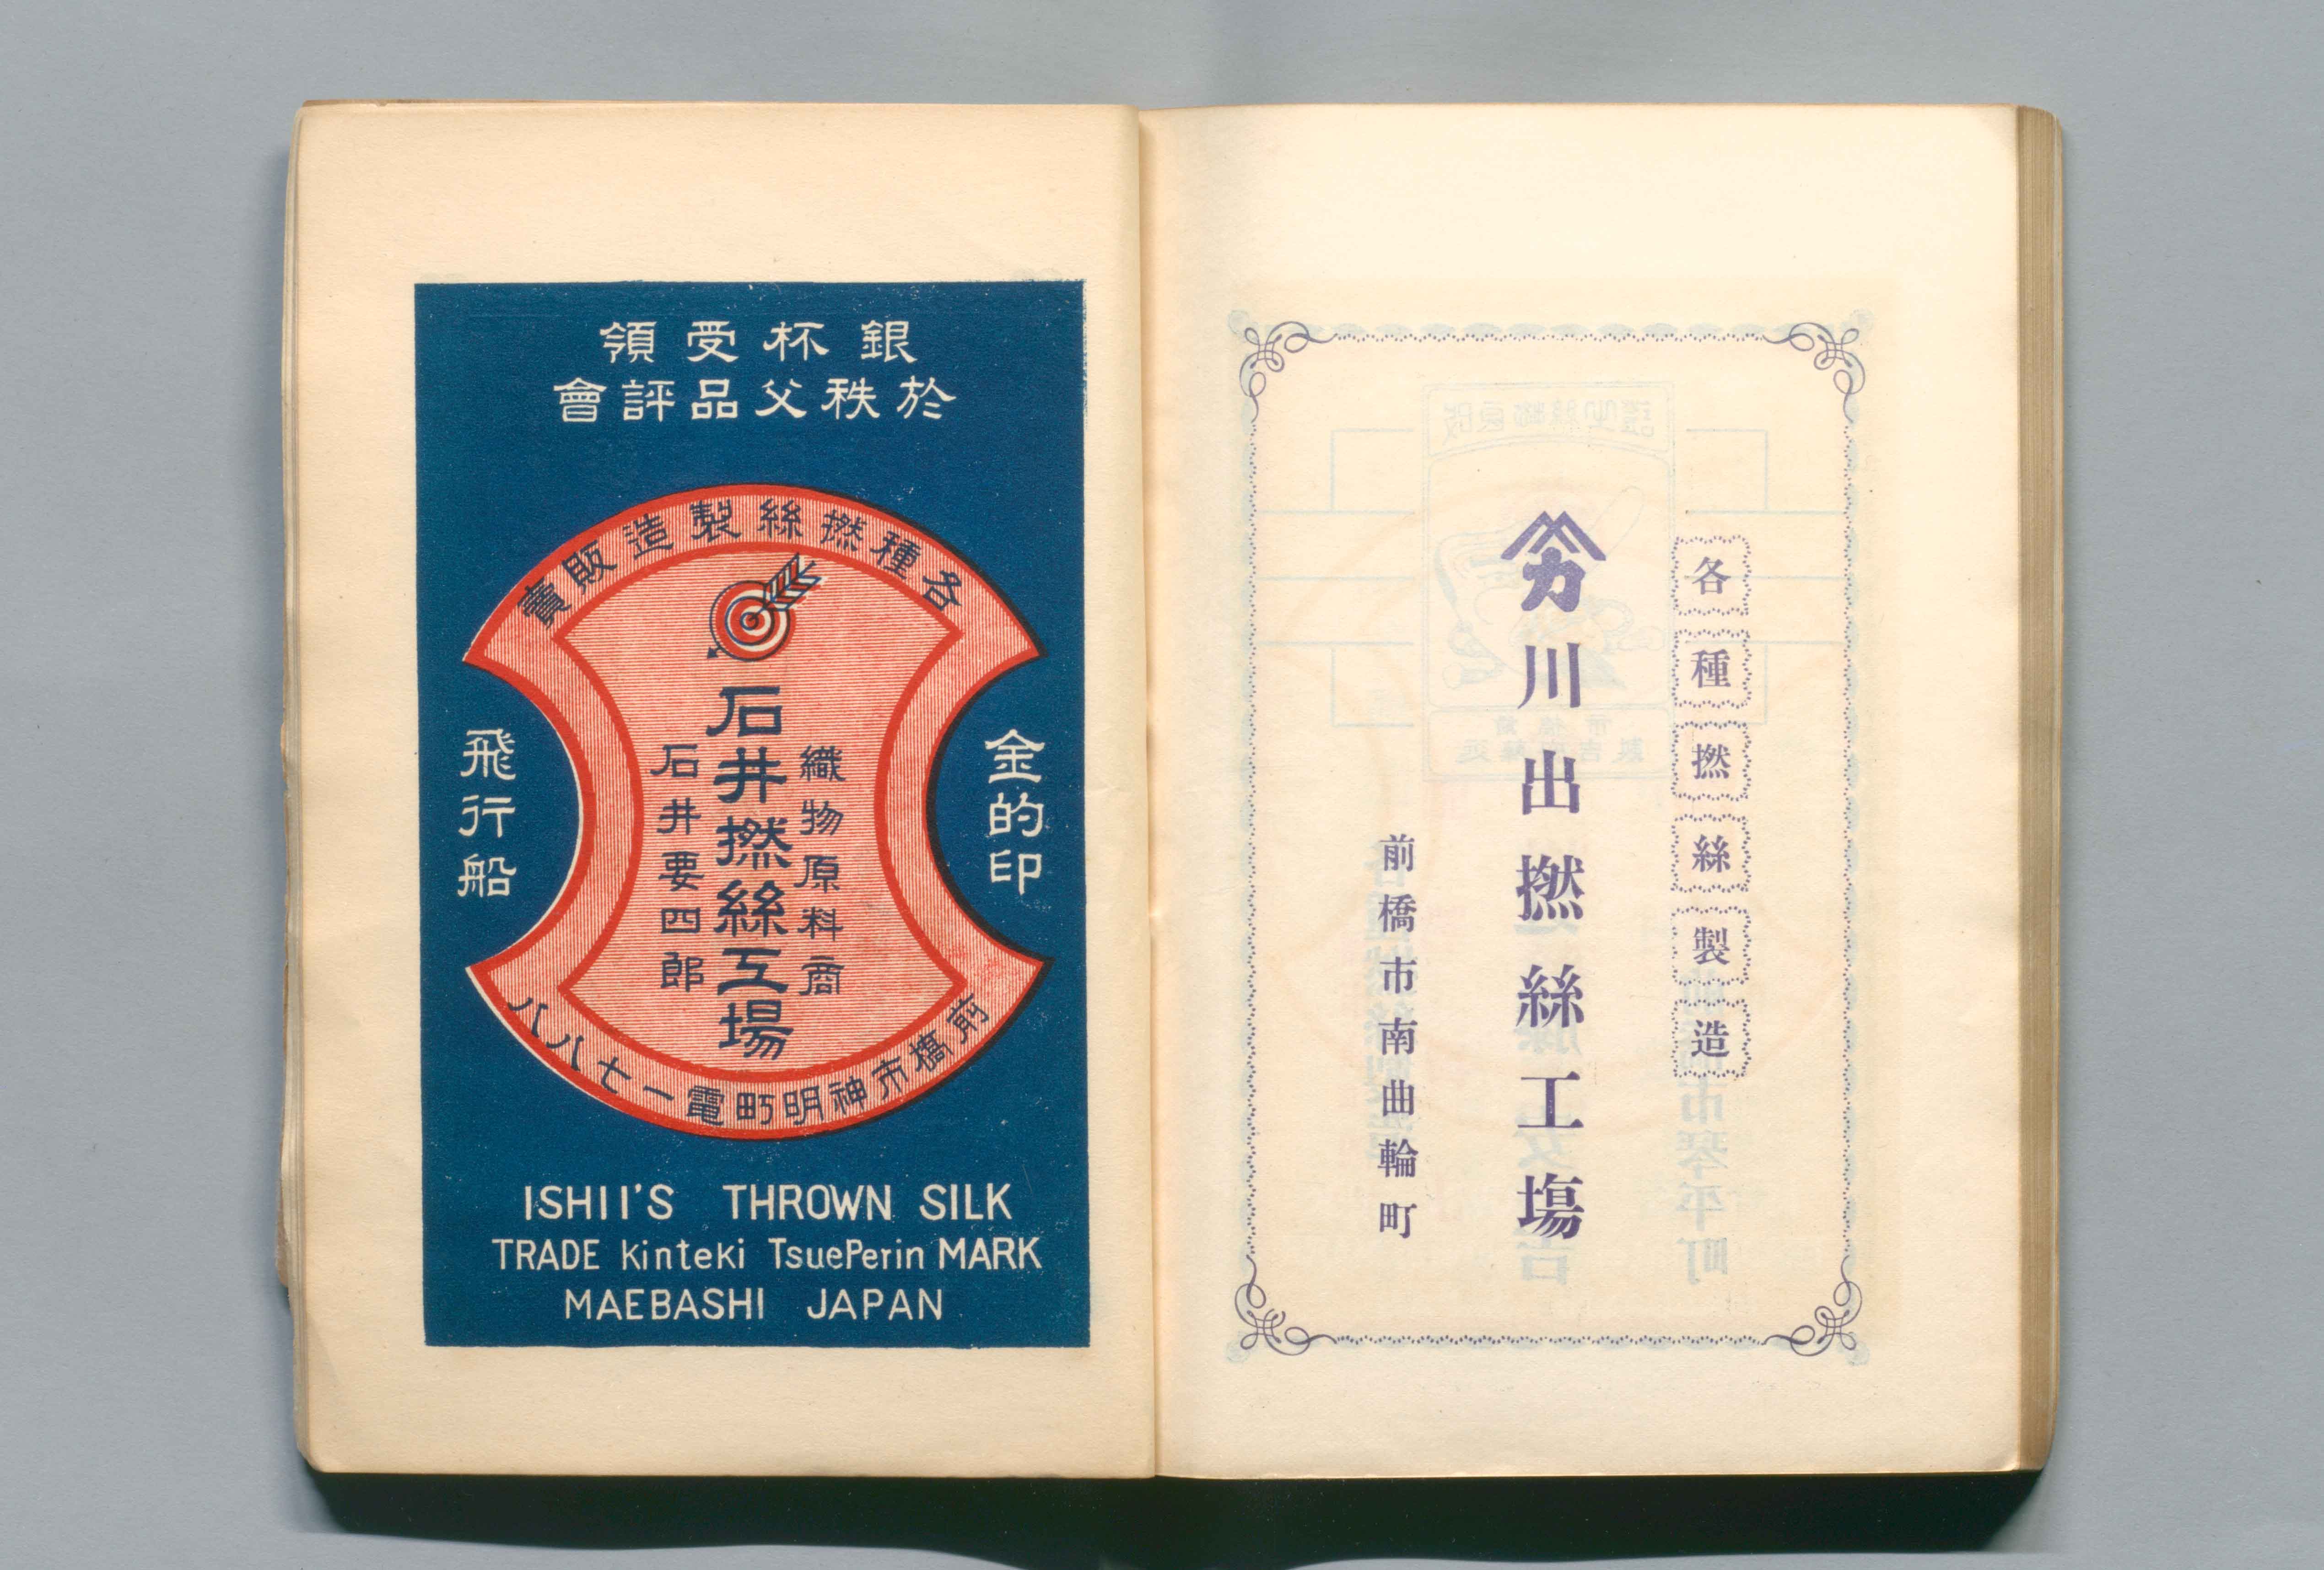 各種撚絲製造
カ
川出撚絲工場
前橋市南曲輪町
銀杯受領
於秩父品評會
各種撚絲製造販賣
金的印
織物原料商
石井撚絲工場
石井要四郎
飛行船
前橋市神明町電一七八八
ISHII'S THROWN SILK
TRADE Kinteki TsuePerin MARK
MAEBASHI JAPAN